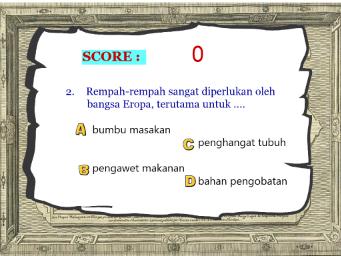 SCORE : 0
2. Rempah-rempah sangat diperlukan oleh
bangsa Eropa, terutama untuk ....
A bumbu masakan
C penghangat tubuh
B pengawet makanan
D bahan pengobatan